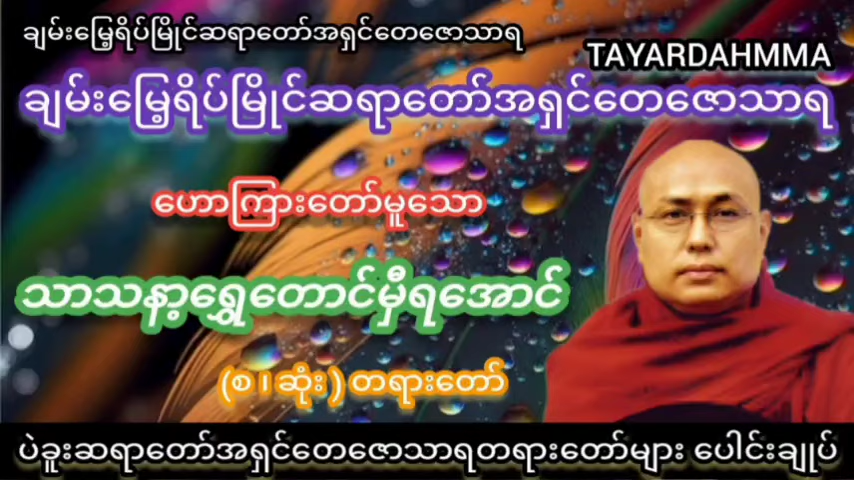 ချမ်းမြေ့ရိပ်မြိုင်ဆရာတော်အရှင်တေဇောသာရ
TAYARDAHMMA
ချမ်းမြေ့ရိပ်မြိုင်ဆရာတော်အရှင်တေဇောသာရ
ဟောကြားတော်မူသော
သာသနာ့ရွှေတောင်မှီရအောင်
(စ ၊ ဆုံး ) တရားတော်
ပဲခူးဆရာတော်အရှင်တေဇောသာရတရားတော်များ ပေါင်းချုပ်